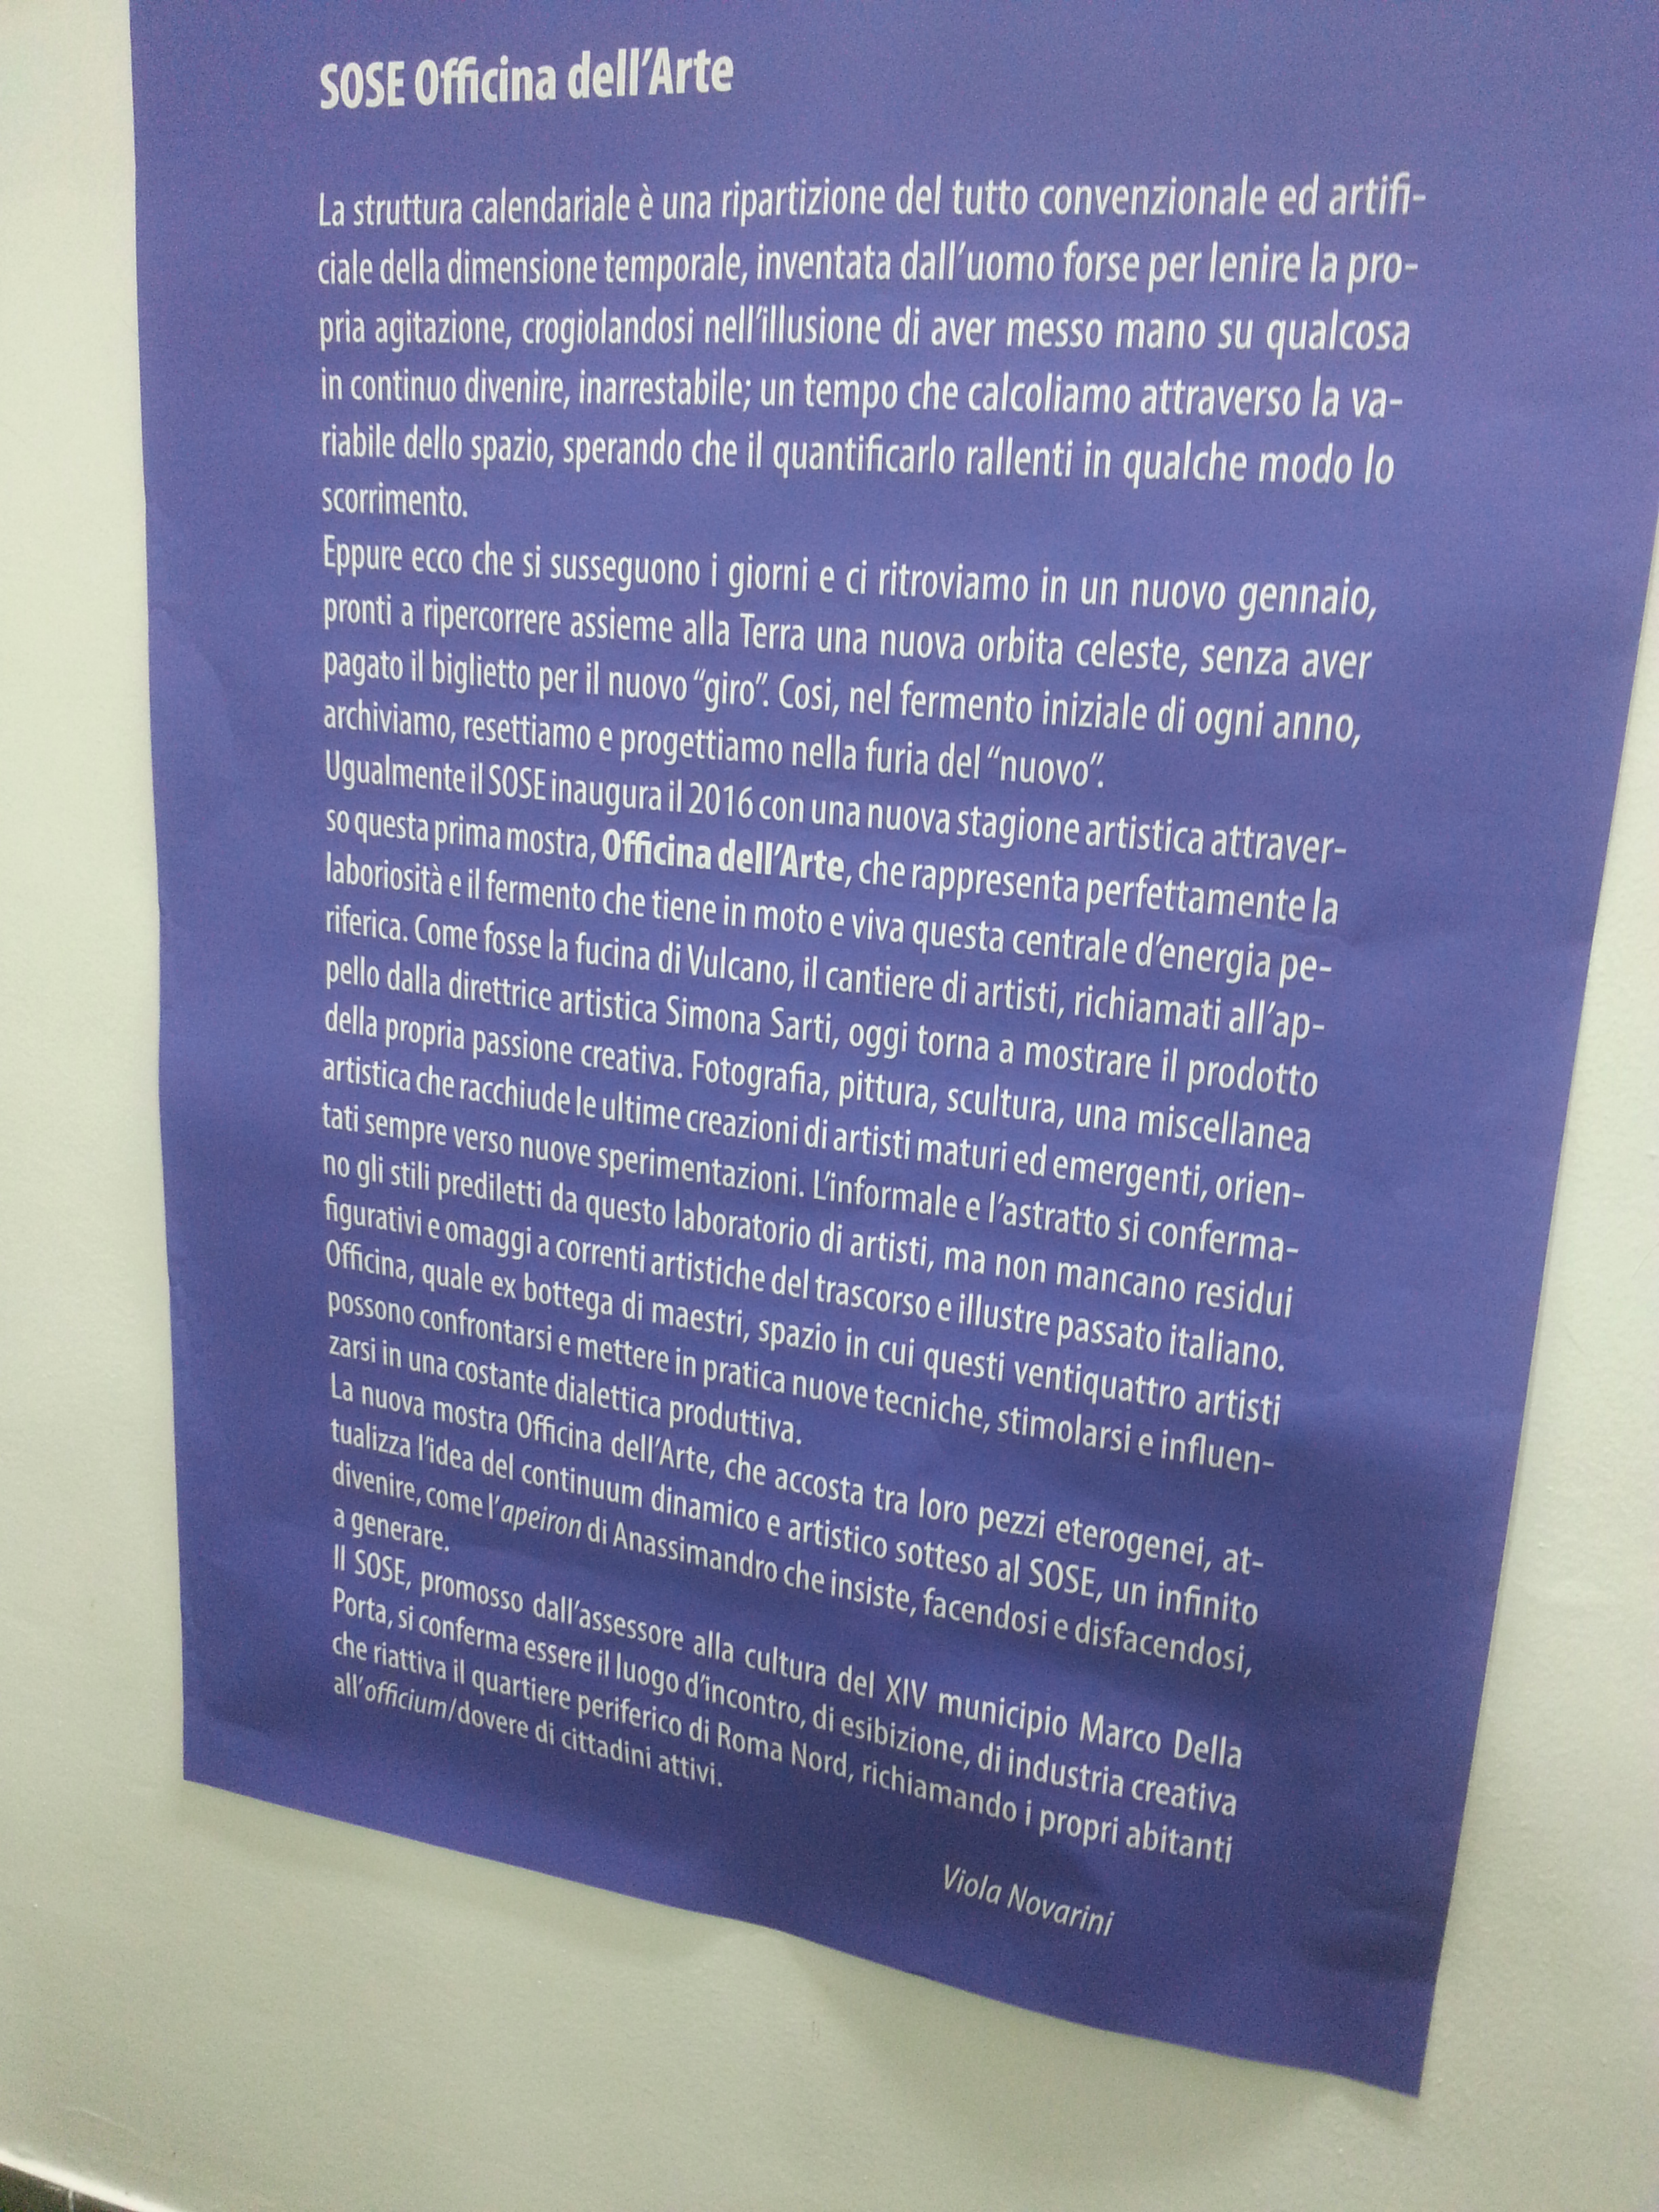 SOSE Officina dell'Arte
La struttura calendariale è una ripartizione del tutto convenzionale ed artifi-
ciale della dimensione temporale, inventata dall'uomo forse per lenire la pro-
pria agitazione, crogiolandosi nell'illusione di aver messo mano su qualcosa
in continuo divenire, inarrestabile; un tempo che calcoliamo attraverso la va-
riabile dello spazio, sperando che il quantificarlo rallenti in qualche modo lo
scorrimento.
Eppure ecco che si susseguono i giorni e ci ritroviamo in un nuovo gennaio,
pronti a ripercorrere assieme alla Terra una nuova orbita celeste, senza aver
pagato il biglietto per il nuovo “giro”. Cosi, nel fermento iniziale di ogni anno,
archiviamo, resettiamo e progettiamo nella furia del “nuovo”.
Ugualmente il SOSE inaugura il 2016 con una nuova stagione artistica attraver-
so questa prima mostra, Officina dell'Arte, che rappresenta perfettamente la
laboriosità e il fermento che tiene in moto e viva questa centrale d'energia pe-
riferica. Come fosse la fucina di Vulcano, il cantiere di artisti, richiamati all'ap-
pello dalla direttrice artistica Simona Sarti, oggi torna a mostrare il prodotto
della propria passione creativa. Fotografia, pittura, scultura, una miscellanea
artistica che racchiude le ultime creazioni di artisti maturi ed emergenti, orien-
tati sempre verso nuove sperimentazioni. L'informale e l'astratto si conferma-
no gli stili prediletti da questo laboratorio di artisti, ma non mancano residui
figurativi e omaggi a correnti artistiche del trascorso e illustre passato italiano.
Officina, quale ex bottega di maestri, spazio in cui questi ventiquattro artisti
possono confrontarsi e mettere in pratica nuove tecniche, stimolarsi e influen-
zarsi in una costante dialettica produttiva.
La nuova mostra Officina dell'Arte, che accosta tra loro pezzi eterogenei, at-
tualizza l'idea del continuum dinamico e artistico sotteso al SOSE, un infinito
divenire, come l'apeiron di Anassimandro che insiste, facendosi e disfacendosi,
a generare.
Il SOSE, promosso dall'assessore alla cultura del XIV municipio Marco Della
Porta, si conferma essere il luogo d'incontro, di esibizione, di industria creativa
che riattiva il quartiere periferico di Roma Nord, richiamando i propri abitanti
all'officium/dovere di cittadini attivi.
Viola Novarini